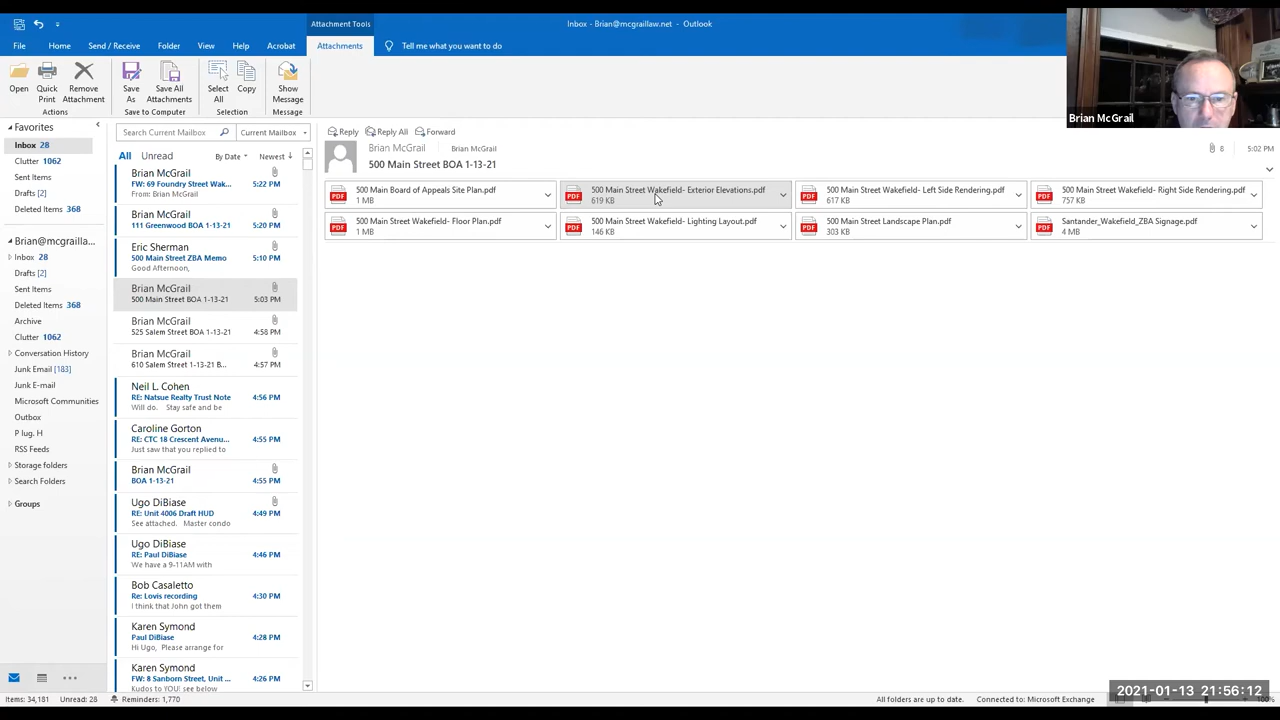 Attachment Tools
Inbox - Brian@mcgraillaw.net - Outlook
File Home Send / Receive Folder View Help Acrobat Attachments Tell me what you want to do
Open
Quick Print
Remove Attachment
Save As
Save All Attachments
Select All
Copy
Show Message
Actions
Save to Computer
Selection
Message
Brian McGrail
Favorites
Inbox 28
Clutter 1062
Sent Items
Drafts [2]
Deleted Items 368
Brian@mcgraillaw...
Inbox 28
Drafts [2]
Sent Items
Deleted Items 368
Archive
Clutter 1062
Conversation History
Junk Email [183]
Junk E-mail
Microsoft Communities
Outbox
P lug. H
RSS Feeds
Storage folders
Search Folders
Groups
Search Current Mailbox
Current Mailbox
All Unread
By Date
Newest
Brian McGrail
FW: 69 Foundry Street Wak... 5:22 PM
From: Brian McGrail
Brian McGrail
111 Greenwood BOA 1-13-21 5:20 PM
Eric Sherman
500 Main Street ZBA Memo 5:10 PM
Good Afternoon,
Brian McGrail
500 Main Street BOA 1-13-21 5:03 PM
Brian McGrail
525 Salem Street BOA 1-13-21 4:58 PM
Brian McGrail
610 Salem Street 1-13-21 B... 4:57 PM
Neil L. Cohen
RE: Natsue Realty Trust Note 4:56 PM
Will do. Stay safe and be
Caroline Gorton
RE: CTC 18 Crescent Avenu... 4:55 PM
Just saw that you replied to
Brian McGrail
BOA 1-13-21 4:55 PM
Ugo DiBiase
RE: Unit 4006 Draft HUD 4:49 PM
See attached. Master condo
Ugo DiBiase
RE: Paul DiBiase 4:46 PM
We have a 9-11AM with
Bob Casaletto
Re: Lovis recording 4:30 PM
I think that John got them
Karen Symond
Paul DiBiase 4:28 PM
Hi Ugo, Please arrange for
Karen Symond
FW: 8 Sanborn Street, Unit ... 4:26 PM
Kudos to YOU! see below
Reply Reply All Forward
Brian McGrail Brian McGrail
500 Main Street BOA 1-13-21
8 5:02 PM
500 Main Board of Appeals Site Plan.pdf
1 MB
500 Main Street Wakefield- Exterior Elevations.pdf
619 KB
500 Main Street Wakefield- Left Side Rendering.pdf
617 KB
500 Main Street Wakefield- Right Side Rendering.pdf
757 KB
500 Main Street Wakefield- Floor Plan.pdf
1 MB
500 Main Street Wakefield- Lighting Layout.pdf
146 KB
500 Main Street Landscape Plan.pdf
303 KB
Santander_Wakefield_ZBA Signage.pdf
4 MB
Items: 34,181 Unread: 28 Reminders: 1,770
All folders are up to date. Connected to: Microsoft Exchange
2021-01-13 21:56:12